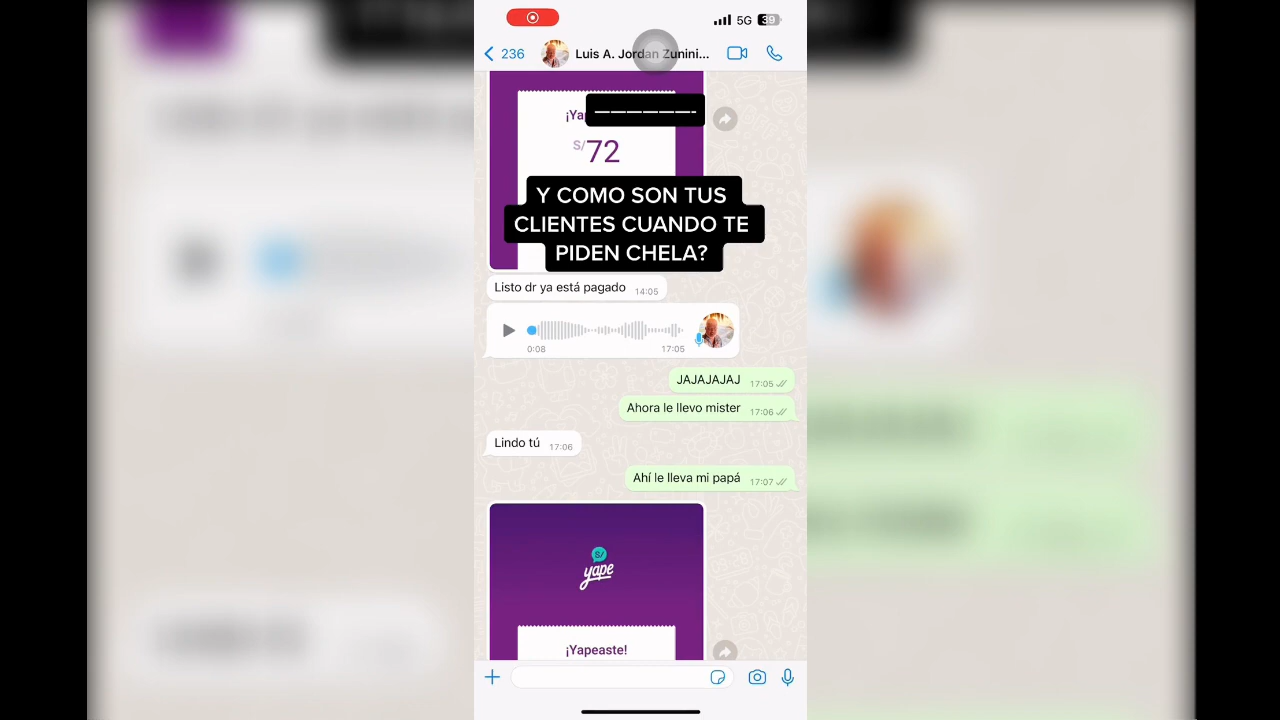 5G
39
236
Luis A. Jordan Zunini...
¡Ya
S/72
Y COMO SON TUS
CLIENTES CUANDO TE
PIDEN CHELA?
Listo dr ya está pagado 14:05
0:08 17:05
JAJAJAJAJ 17:05
Ahora le llevo mister 17:06
Lindo tú 17:06
Ahí le lleva mi papá 17:07
S/
yape
¡Yapeaste!